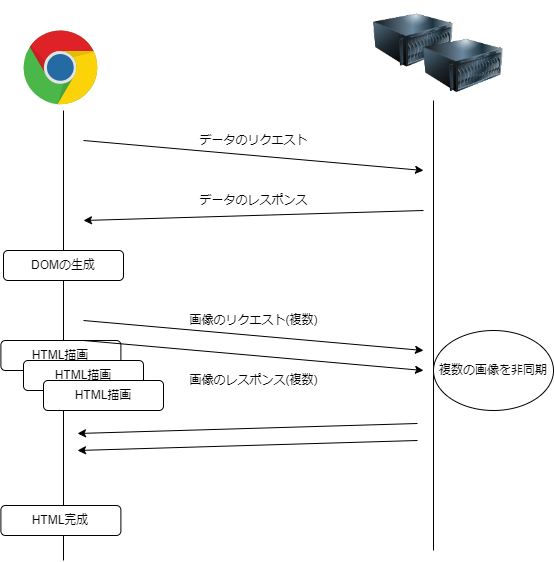 データのリクエスト
データのレスポンス
DOMの生成
画像のリクエスト(複数)
HTML描画
HTML描画
HTML描画
複数の画像を非同期
画像のレスポンス(複数)
HTML完成